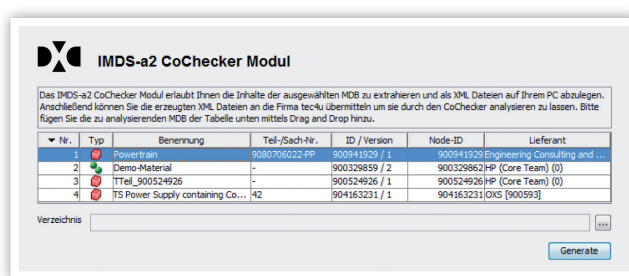 IMDS-a2 CoChecker Modul
Das IMDS-a2 CoChecker Modul erlaubt Ihnen die Inhalte der ausgewählten MDB zu extrahieren und als XML Dateien auf Ihrem PC abzulegen.
Anschließend können Sie die erzeugten XML Dateien an die Firma tec4u übermitteln um sie durch den CoChecker analysieren zu lassen. Bitte
fügen Sie die zu analysierenden MDB der Tabelle unten mittels Drag and Drop hinzu.
Nr. Typ Benennung Teil-/Sach-Nr. ID / Version Node-ID Lieferant
1 Powertrain 9080706022-PP 900941929 / 1 900941929 Engineering Consulting and ...
2 Demo-Material - 900329859 / 2 900329862 HP (Core Team) (0)
3 TTeil_900524926 - 900524926 / 1 900524926 HP (Core Team) (0)
4 TS Power Supply containing Co... 42 904163231 / 1 904163231 OXS [900593]
Verzeichnis ...
Generate